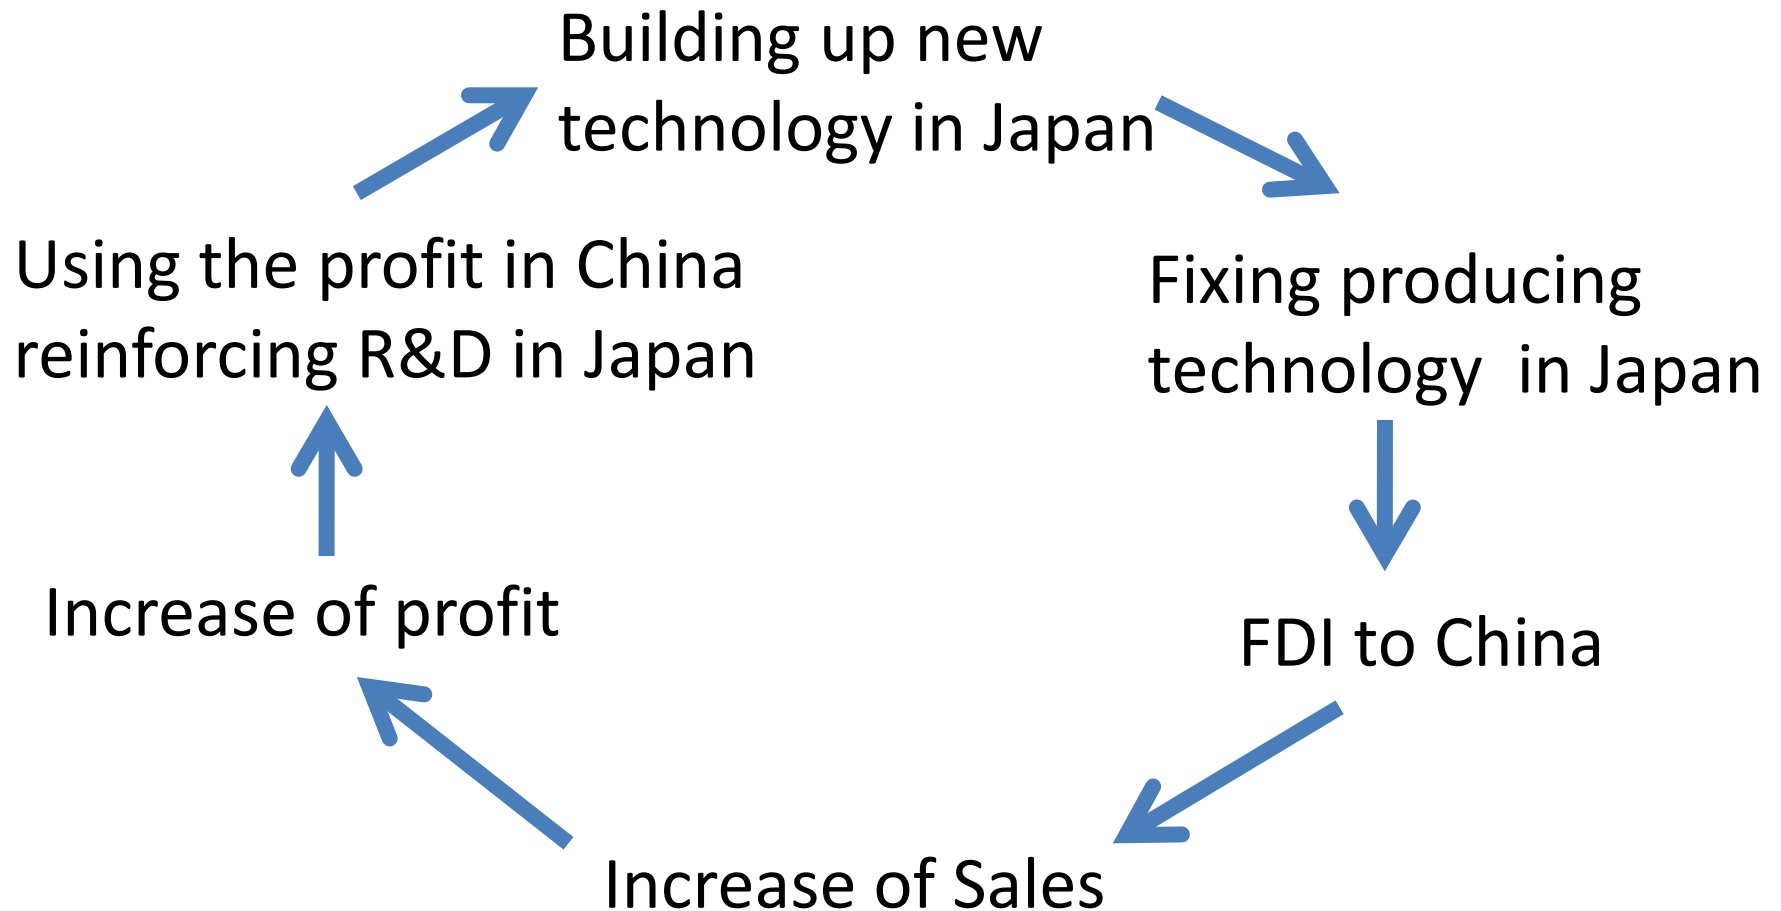 Building up new
technology in Japan
Fixing producing
technology  in Japan
FDI to China
Increase of Sales
Increase of profit
Using the profit in China
reinforcing R&D in Japan